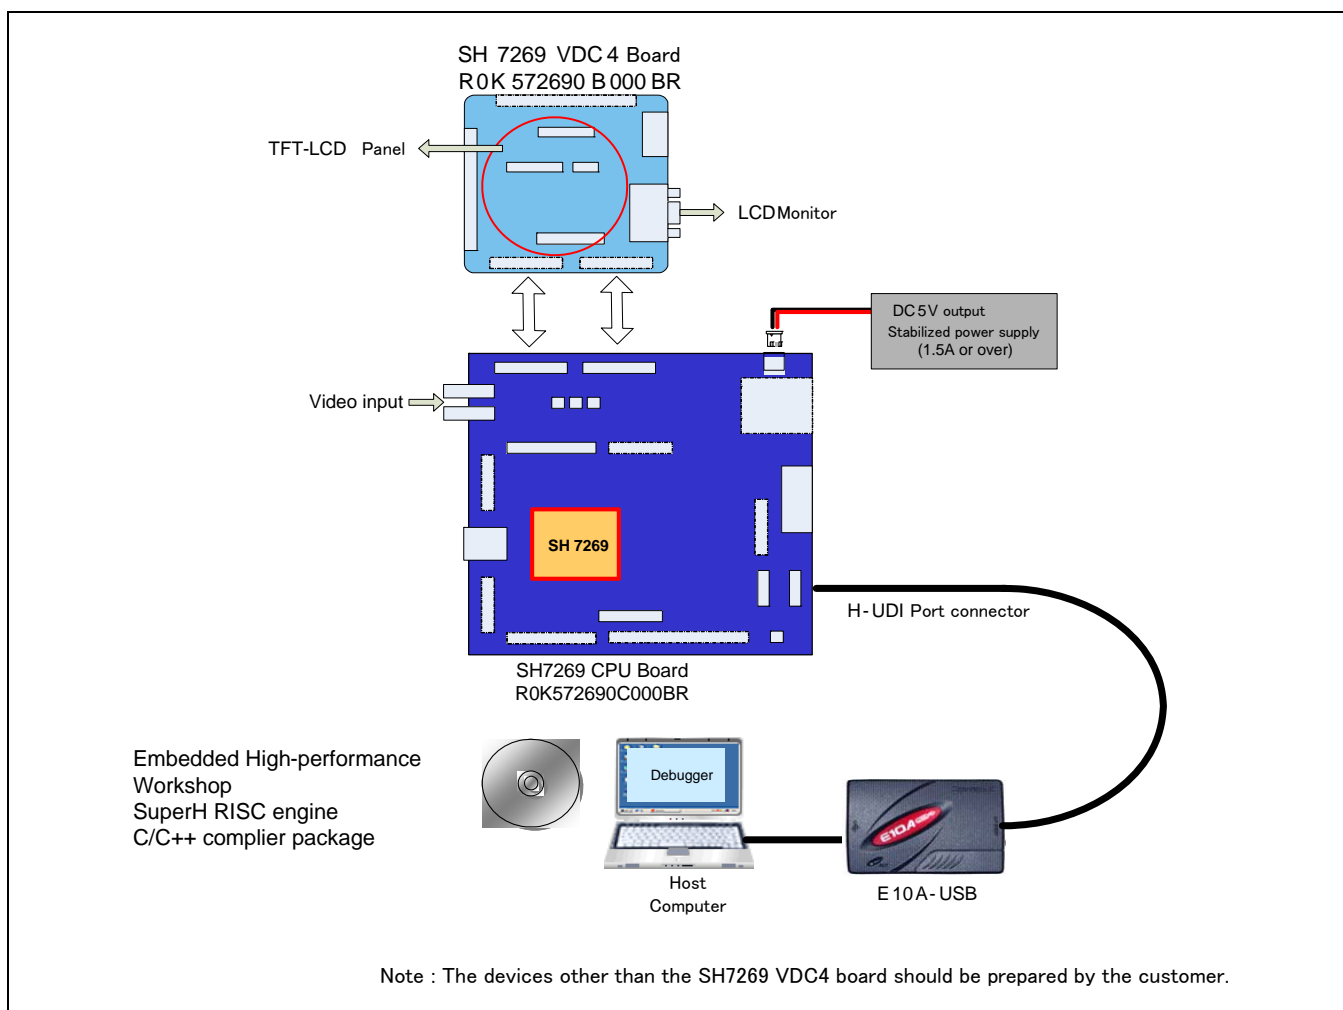 SH 7269 VDC 4 Board
R0K 572690 B 000 BR
TFT-LCD Panel
LCD Monitor
DC 5V output
Stabilized power supply
(1.5A or over)
Video input
SH 7269
H-UDI Port connector
SH7269 CPU Board
R0K572690C000BR
Embedded High-performance
Workshop
SuperH RISC engine
C/C++ complier package
Debugger
E10A
Host
Computer
E10A-USB
Note : The devices other than the SH7269 VDC4 board should be prepared by the customer.